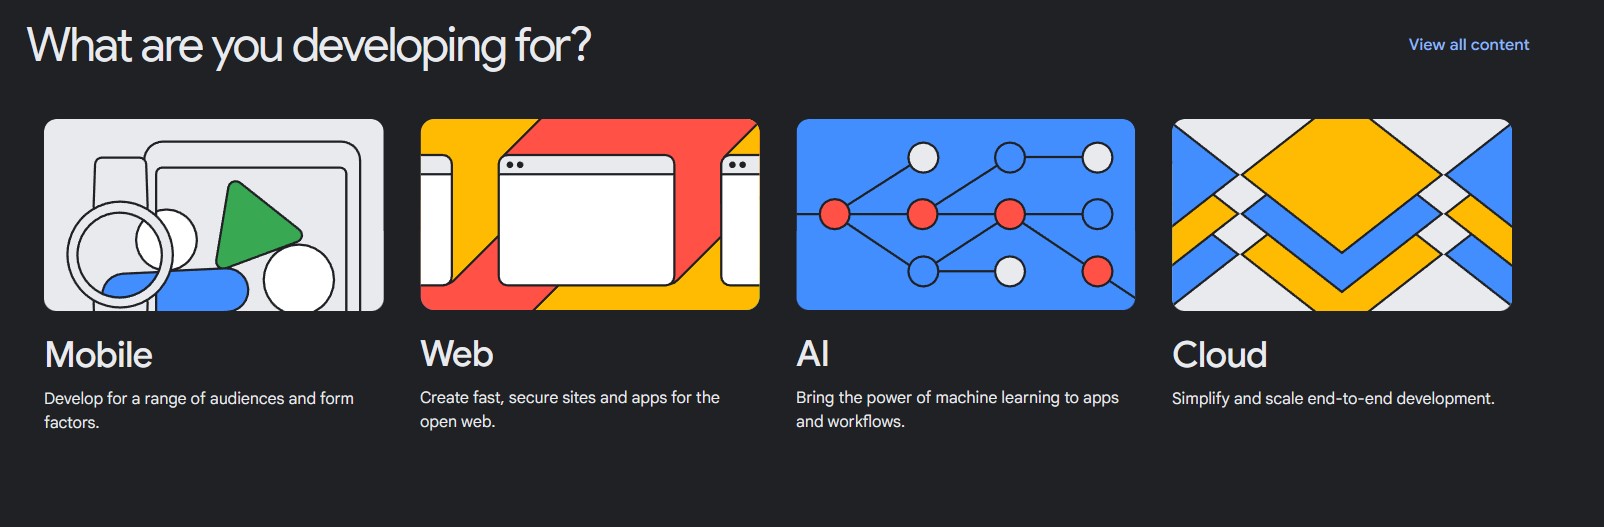 What are you developing for?
View all content
Mobile
Develop for a range of audiences and form
factors.
Web
Create fast, secure sites and apps for the
open web.
AI
Bring the power of machine learning to apps
and workflows.
Cloud
Simplify and scale end-to-end development.